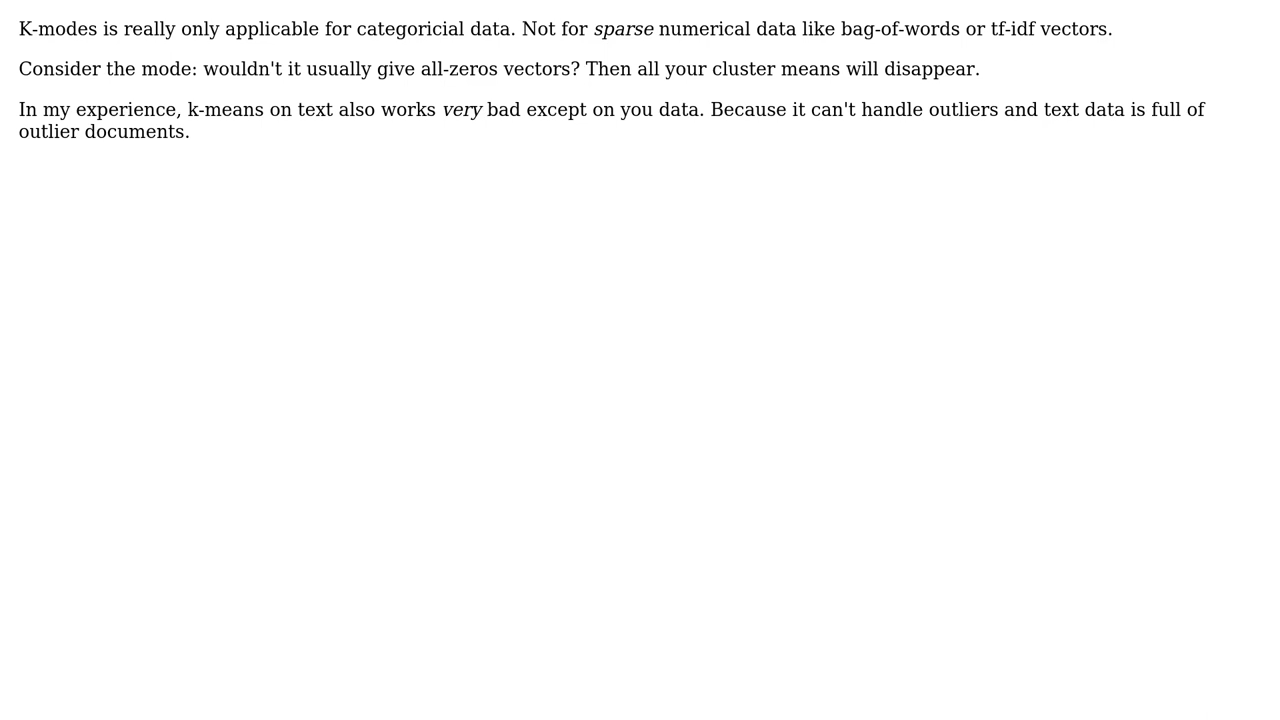 K-modes is really only applicable for categoricial data. Not for sparse numerical data like bag-of-words or tf-idf vectors.
Consider the mode: wouldn't it usually give all-zeros vectors? Then all your cluster means will disappear.
In my experience, k-means on text also works very bad except on you data. Because it can't handle outliers and text data is full of
outlier documents.